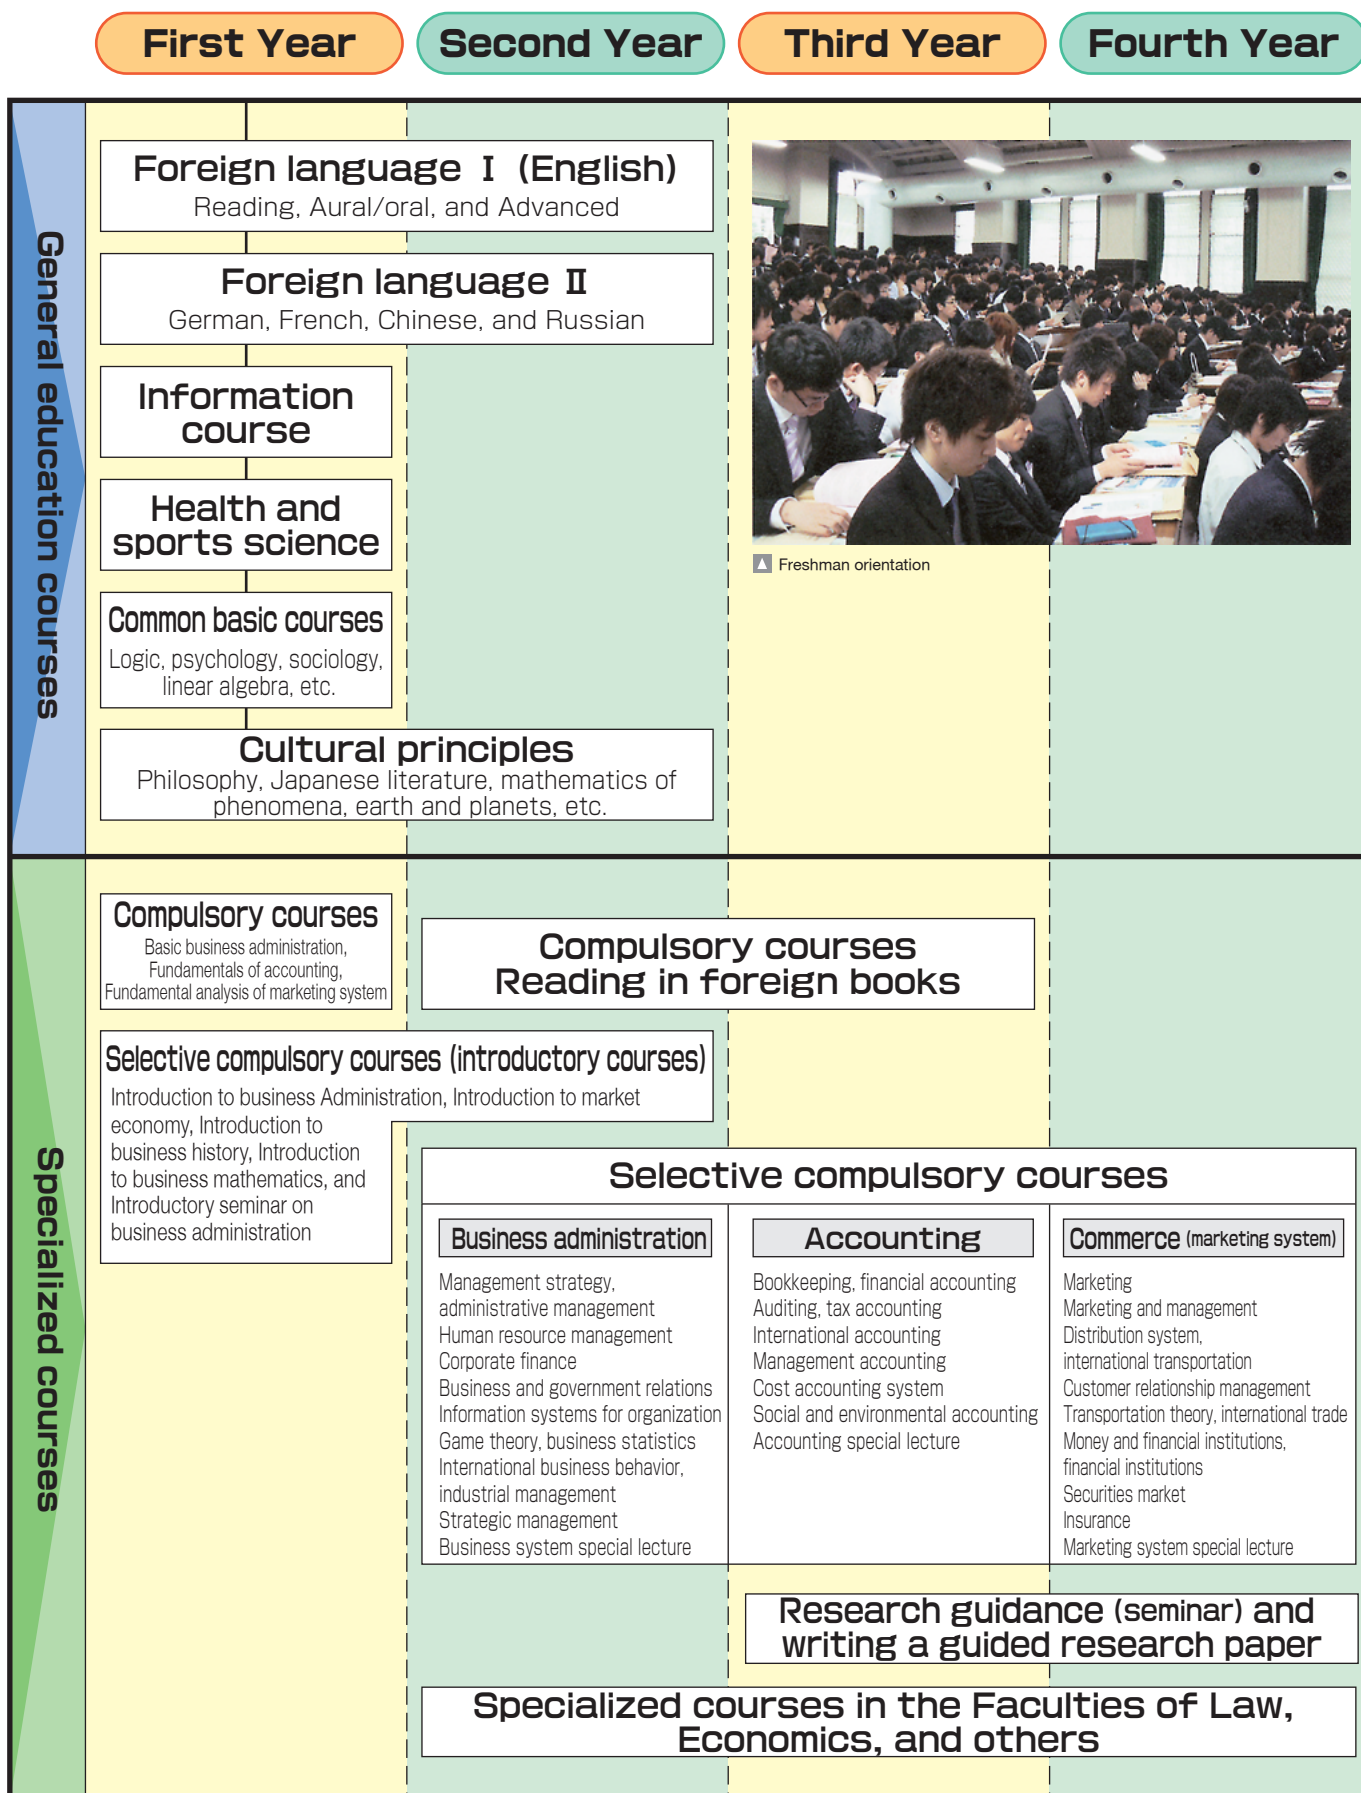 First Year
Second Year
Third Year
Fourth Year
General education courses
Foreign language I (English)
Reading, Aural/oral, and Advanced
Foreign language II
German, French, Chinese, and Russian
Information
course
Health and
sports science
Common basic courses
Logic, psychology, sociology,
linear algebra, etc.
Cultural principles
Philosophy, Japanese literature, mathematics of
phenomena, earth and planets, etc.
Freshman orientation
Specialized courses
Compulsory courses
Basic business administration,
Fundamentals of accounting,
Fundamental analysis of marketing system
Compulsory courses
Reading in foreign books
Selective compulsory courses (introductory courses)
Introduction to business Administration, Introduction to market
economy, Introduction to
business history, Introduction
to business mathematics, and
Introductory seminar on
business administration
Selective compulsory courses
Business administration
Management strategy,
administrative management
Human resource management
Corporate finance
Business and government relations
Information systems for organization
Game theory, business statistics
International business behavior,
industrial management
Strategic management
Business system special lecture
Accounting
Bookkeeping, financial accounting
Auditing, tax accounting
International accounting
Management accounting
Cost accounting system
Social and environmental accounting
Accounting special lecture
Commerce (marketing system)
Marketing
Marketing and management
Distribution system,
international transportation
Customer relationship management
Transportation theory, international trade
Money and financial institutions,
financial institutions
Securities market
Insurance
Marketing system special lecture
Research guidance (seminar) and
writing a guided research paper
Specialized courses in the Faculties of Law,
Economics, and others